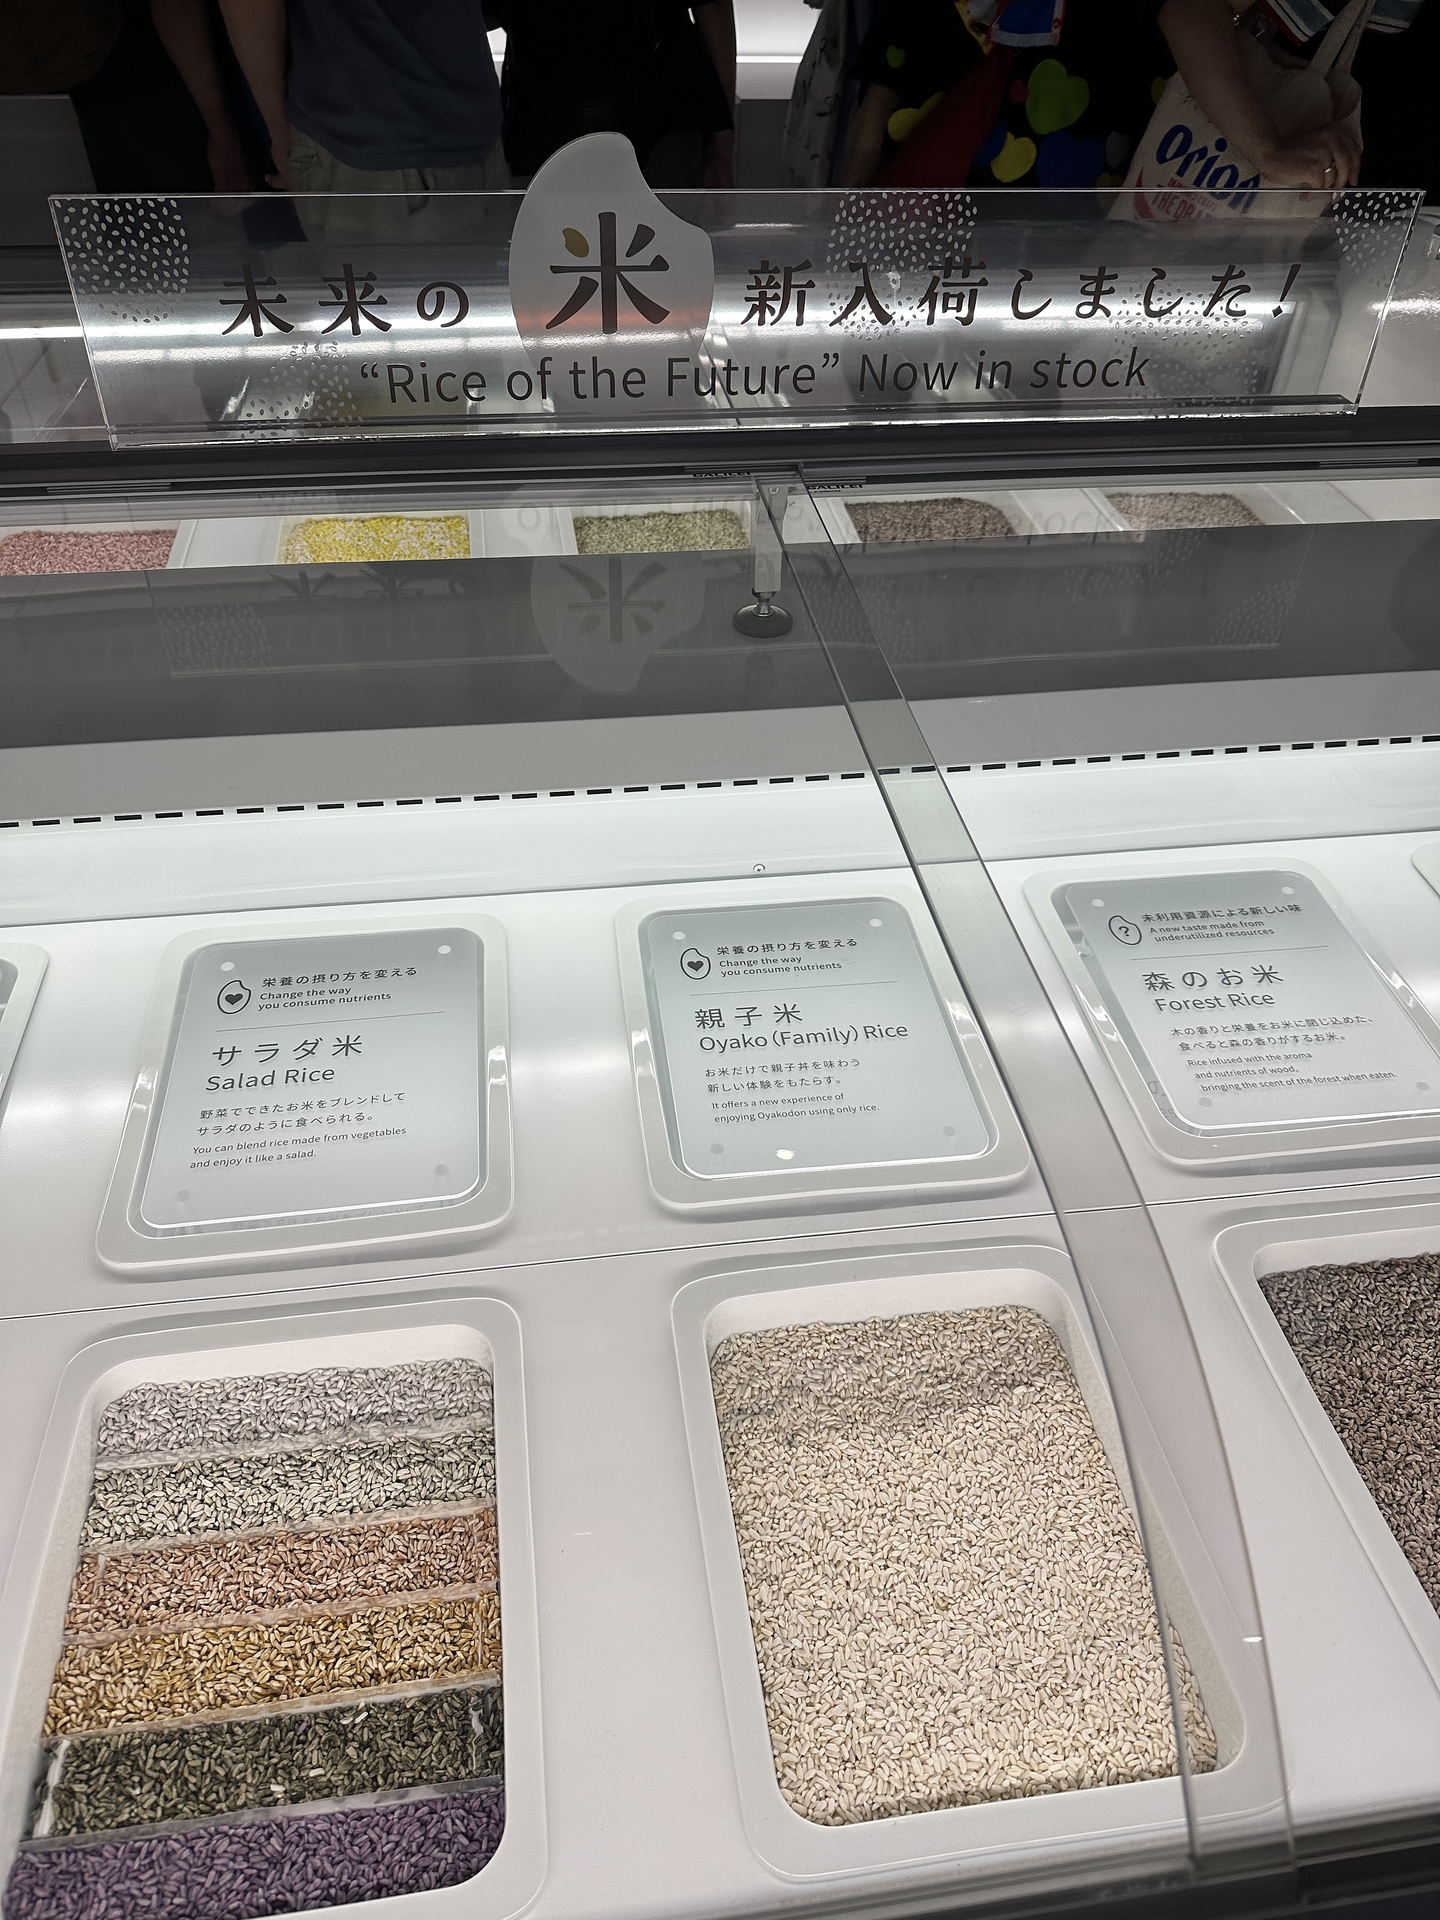 orion
未来の 米 新入荷しました!
“Rice of the Future” Now in stock
栄養の摂り方を変える
Change the way
you consume nutrients
サラダ米
Salad Rice
野菜でできたお米をブレンドして
サラダのように食べられる。
You can blend rice made from vegetables
and enjoy it like a salad.
栄養の摂り方を変える
Change the way
you consume nutrients
親子米
Oyako (Family) Rice
お米だけで親子丼を味わう
新しい体験をもたらす。
It offers a new experience of
enjoying Oyakodon using only rice.
?
未利用資源による新しい味
A new taste made from
underutilized resources
森のお米
Forest Rice
木の香りと栄養をお米に閉じ込めた、
食べると森の香りがするお米。
Rice infused with the aroma
and nutrients of wood,
bringing the scent of the forest when eaten.